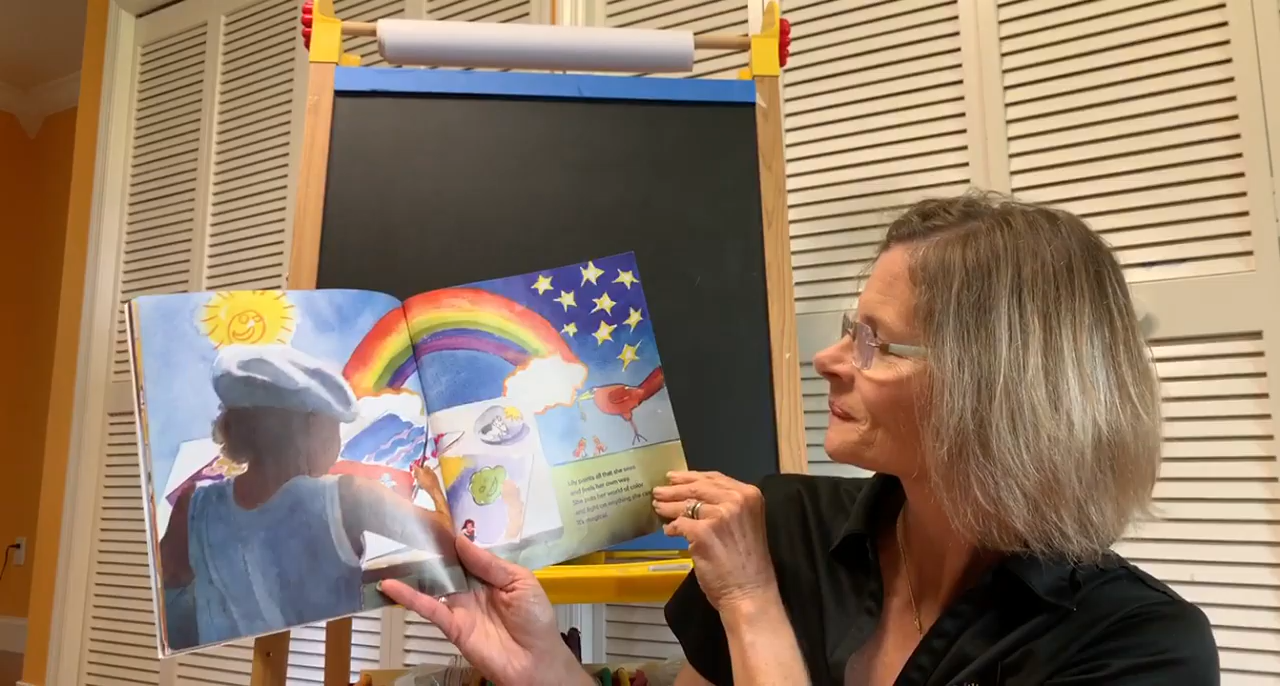 Lily paints all that she sees
and feels her own way.
She puts her world of color
and light on anything she can.
It's magical.